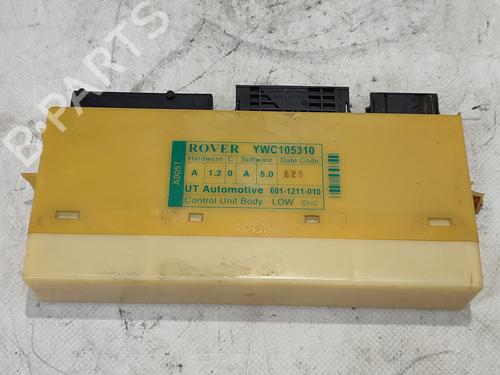 B-PARTS
ROVER YWC105310
Hardware C Software Date Code
A 1.2 0 A 5.0
UT Automotive 601-1211-010
Control Unit Body - LOW CI-C
A0051